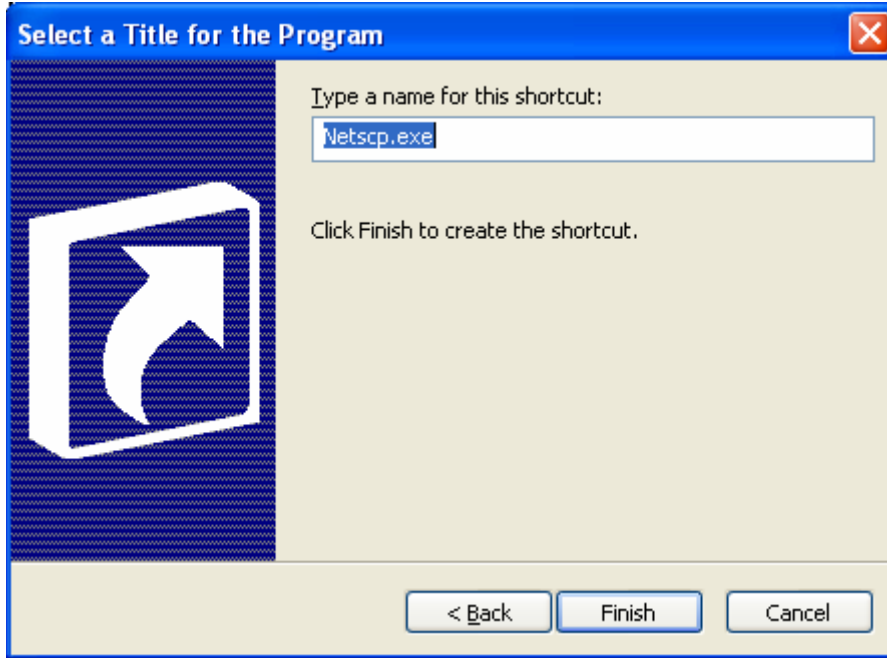 Select a Title for the Program
Type a name for this shortcut:
Netscp.exe
Click Finish to create the shortcut.
< Back
Finish
Cancel